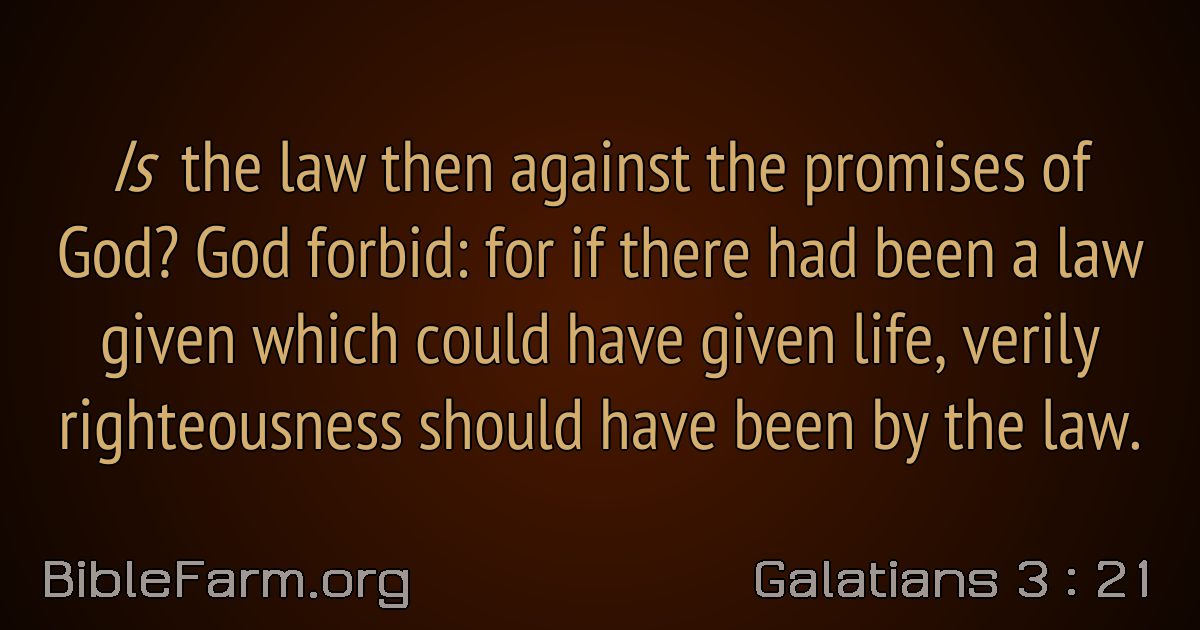 Is the law then against the promises of
God? God forbid: for if there had been a law
given which could have given life, verily
righteousness should have been by the law.
BibleFarm.org
Galatians 3 : 21